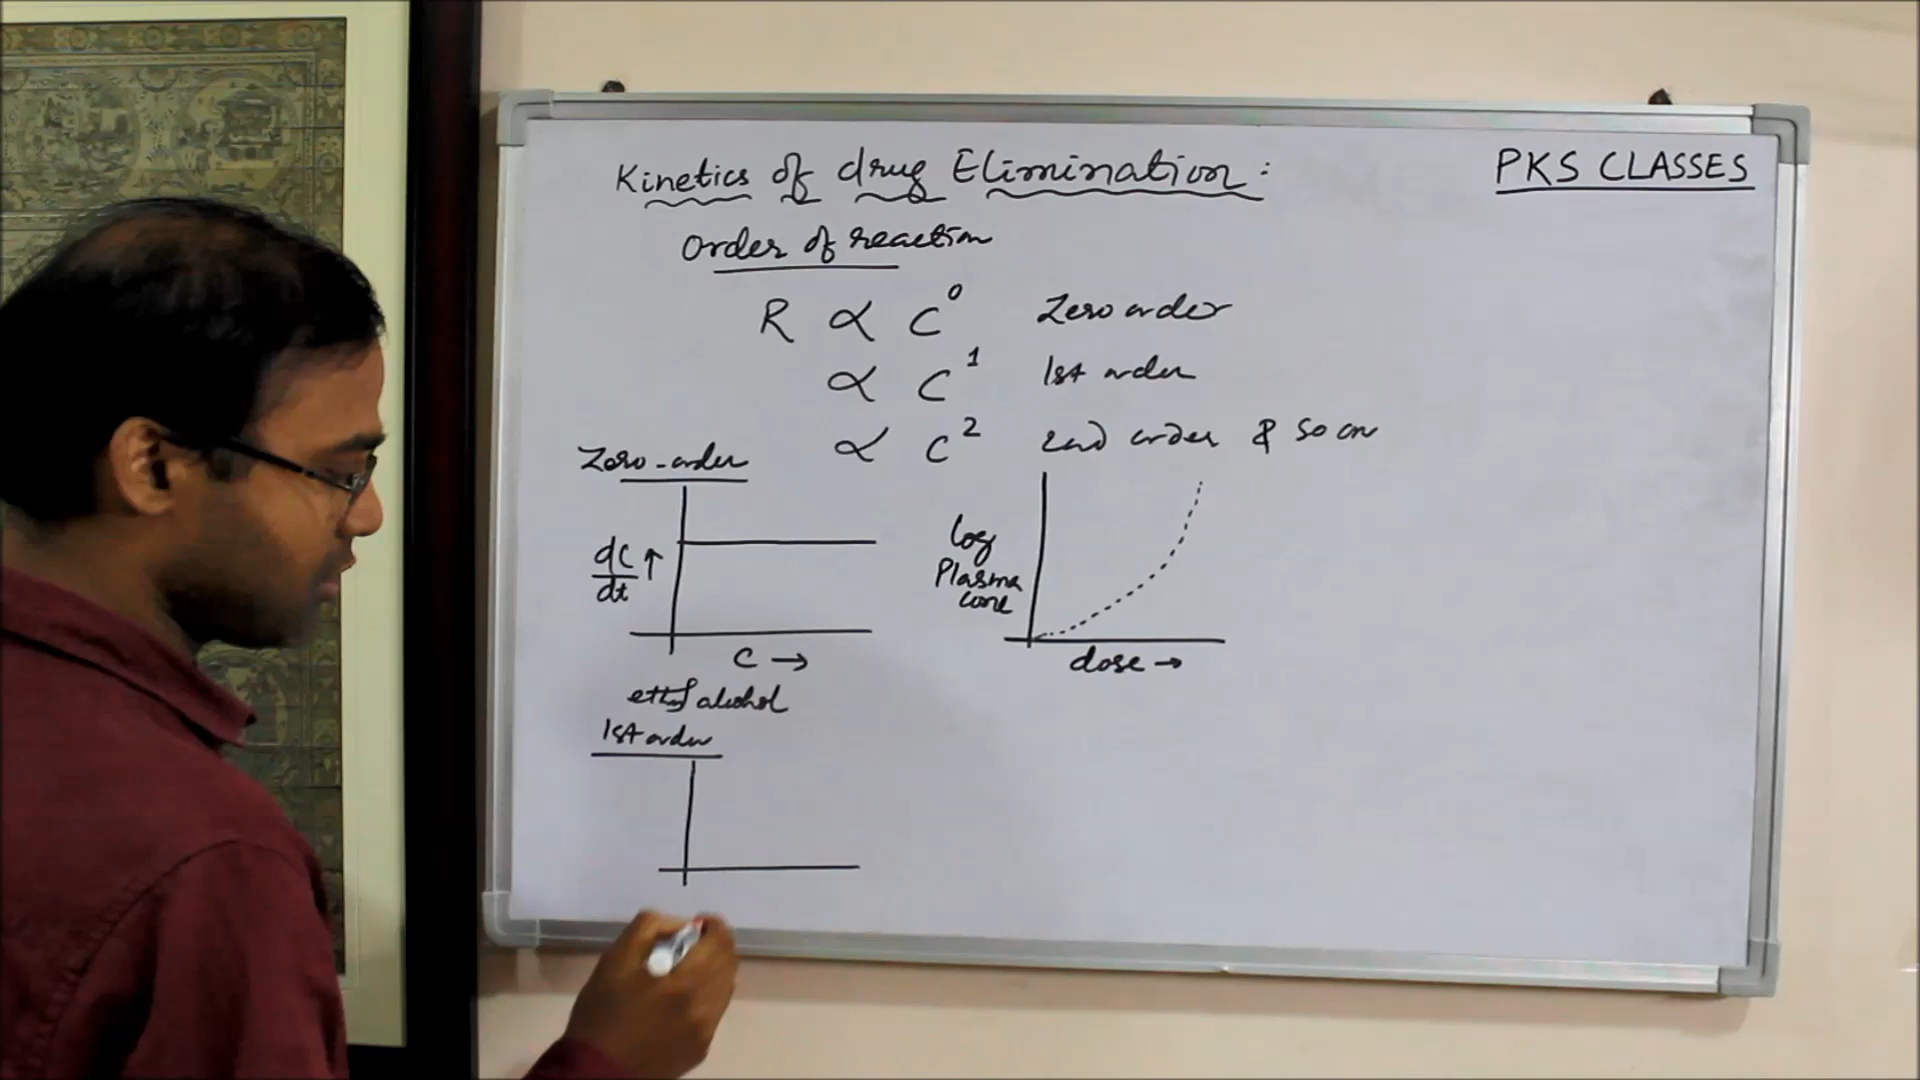 Kinetics of drug Elimination:
PKS CLASSES
Order of reaction
R ∝ C⁰ Zero order
∝ C¹ 1st order
∝ C² 2nd order & so on
Zero-order
dC/dt ↑
C →
ethyl alcohol
log
Plasma
conc
dose →
1st order